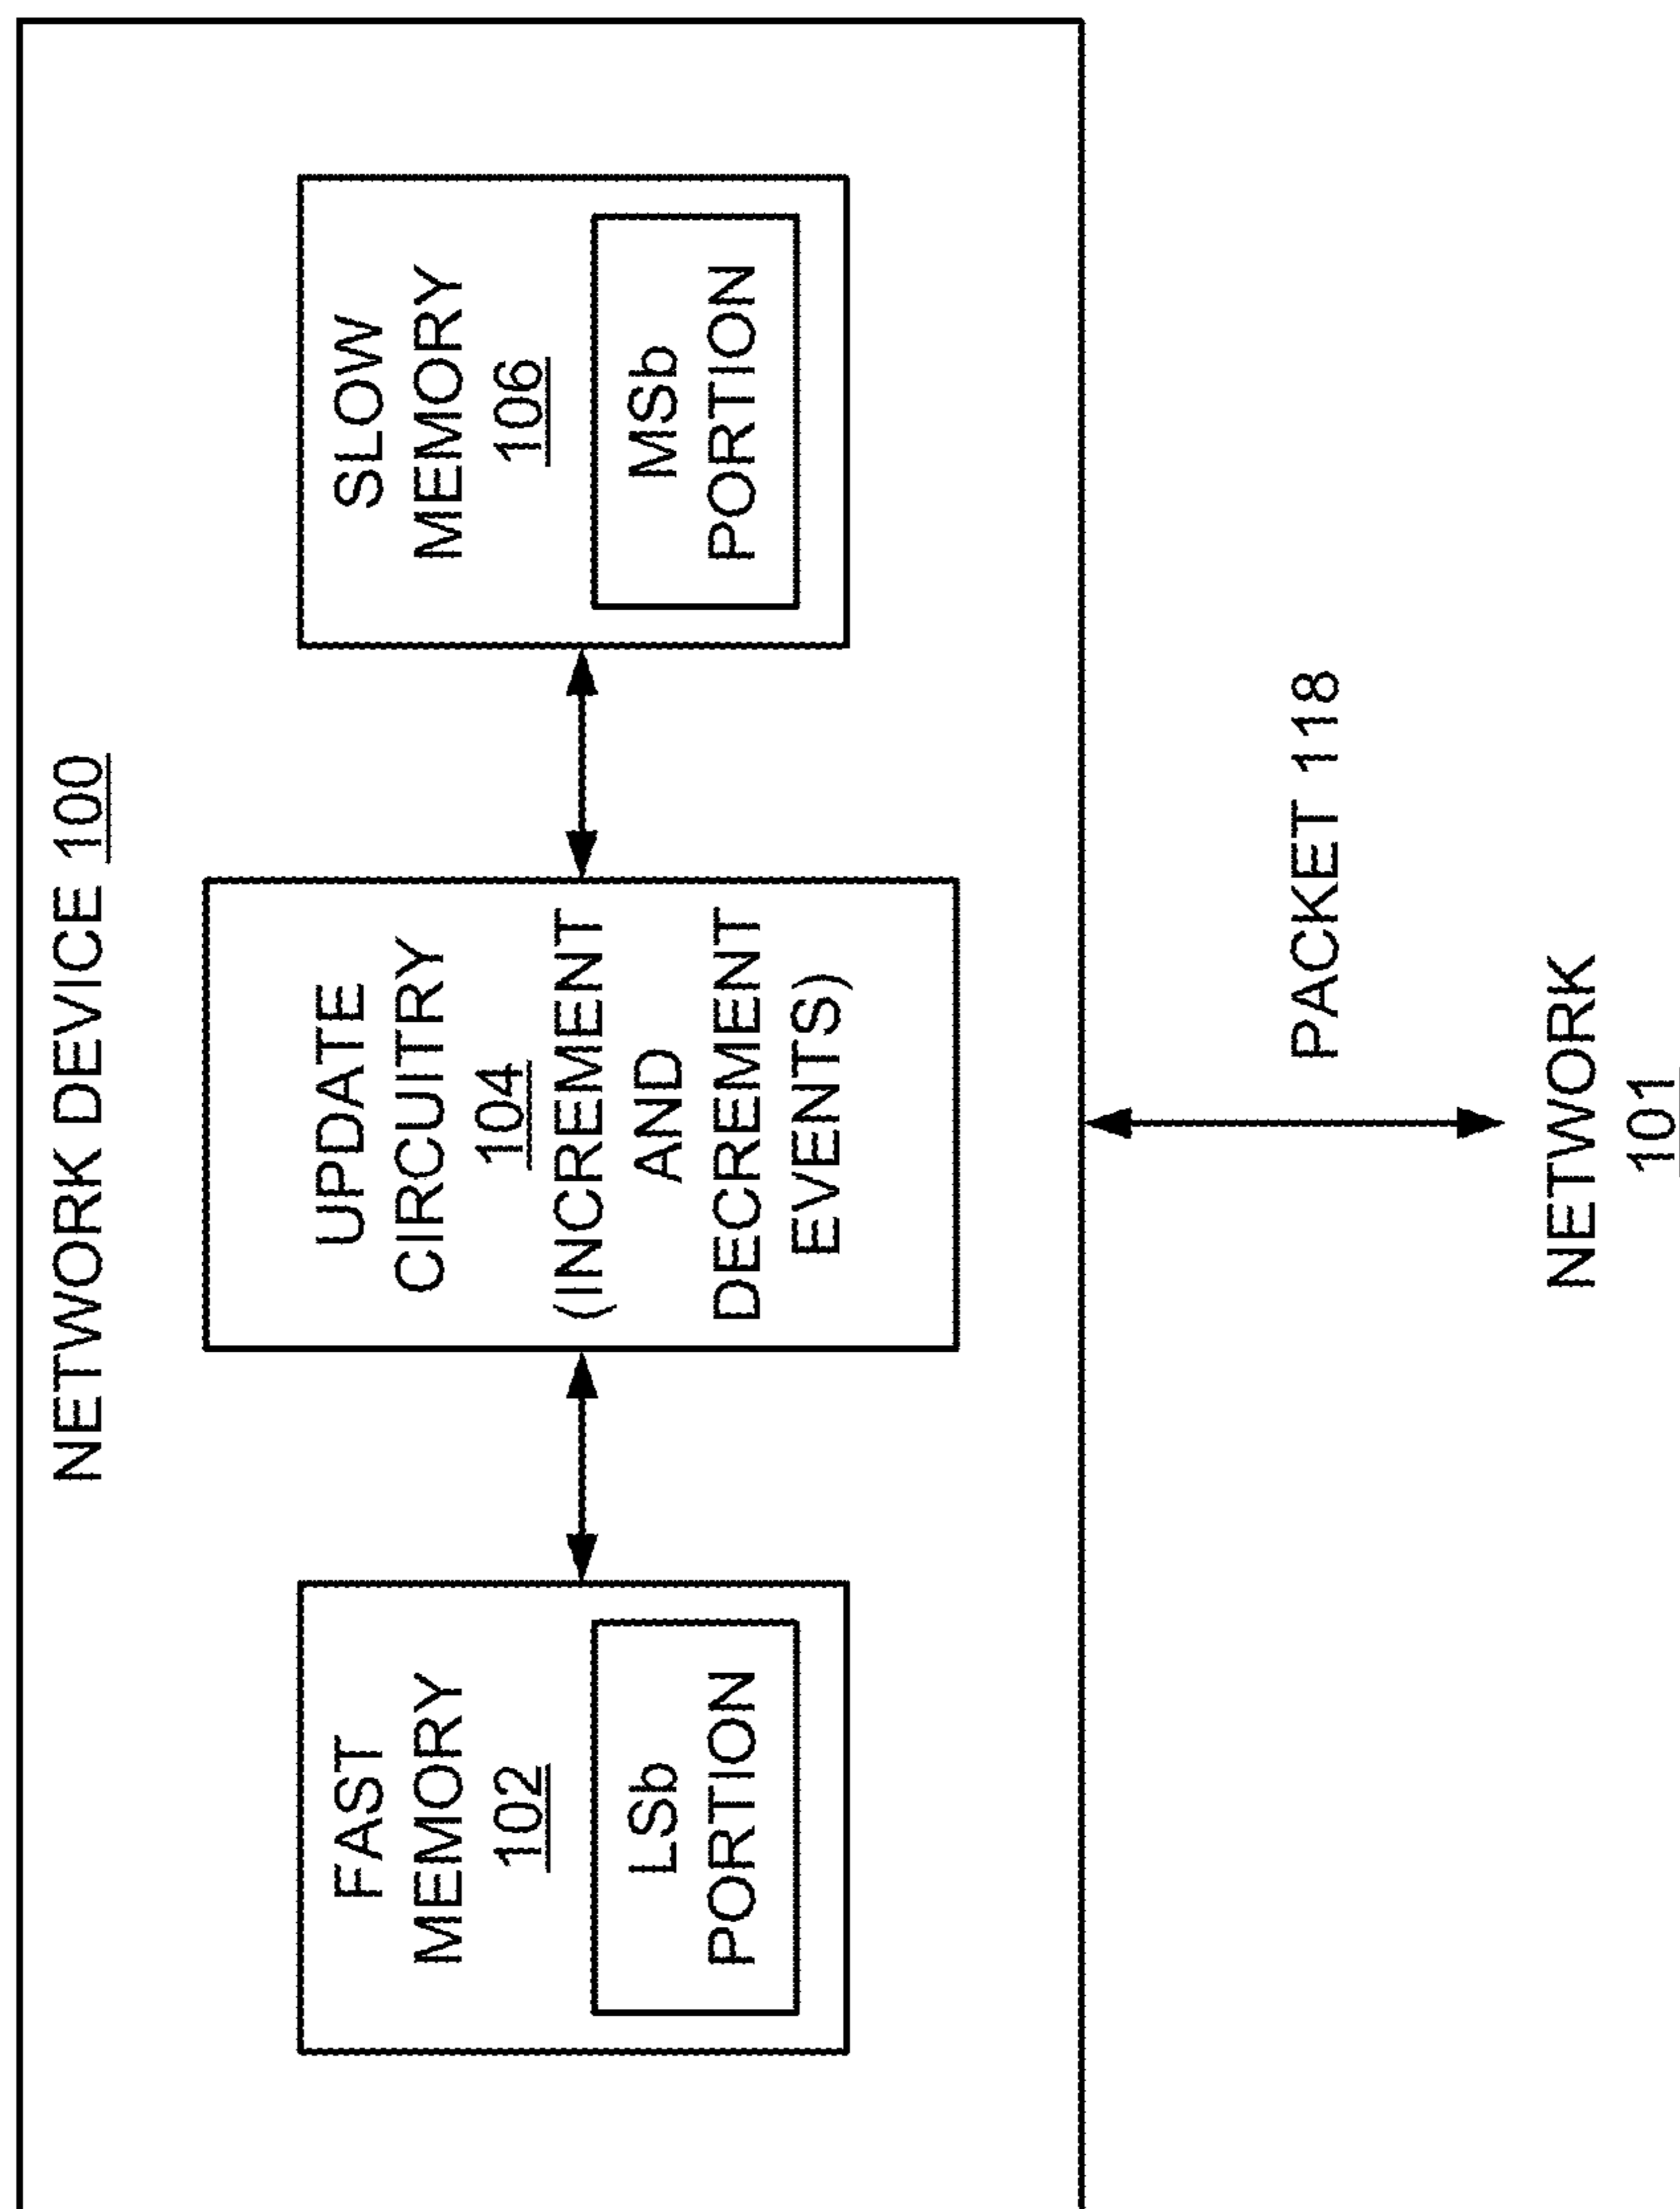 NETWORK DEVICE 100
FAST
MEMORY
102
LSb
PORTION
UPDATE
CIRCUITRY
104
(INCREMENT
AND
DECREMENT
EVENTS)
SLOW
MEMORY
106
MSb
PORTION
PACKET 118
NETWORK
101